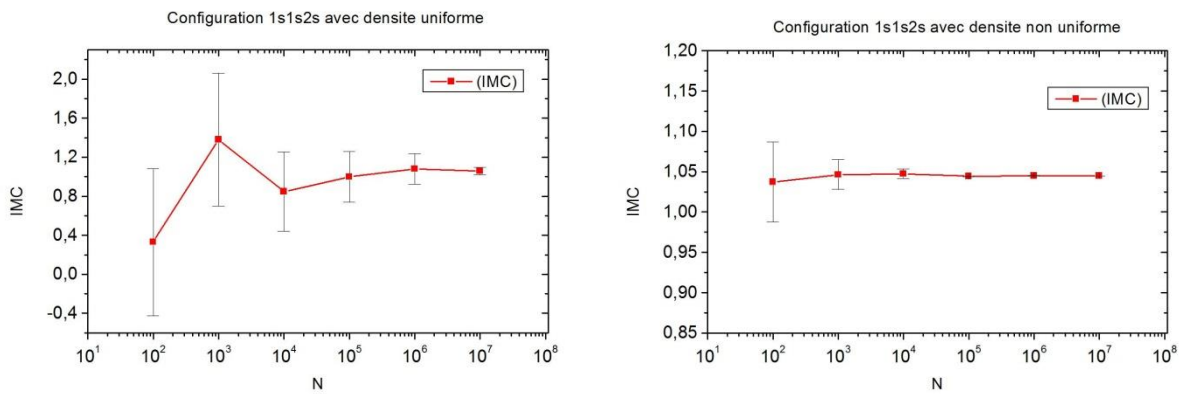 Configuration 1s1s2s avec densite uniforme
2,0
1,6
1,2
0,8
0,4
0,0
-0,4
IMC
(IMC)
10¹ 10² 10³ 10⁴ 10⁵ 10⁶ 10⁷ 10⁸
N
Configuration 1s1s2s avec densite non uniforme
1,20
1,15
1,10
1,05
1,00
0,95
0,90
0,85
IMC
(IMC)
10¹ 10² 10³ 10⁴ 10⁵ 10⁶ 10⁷ 10⁸
N